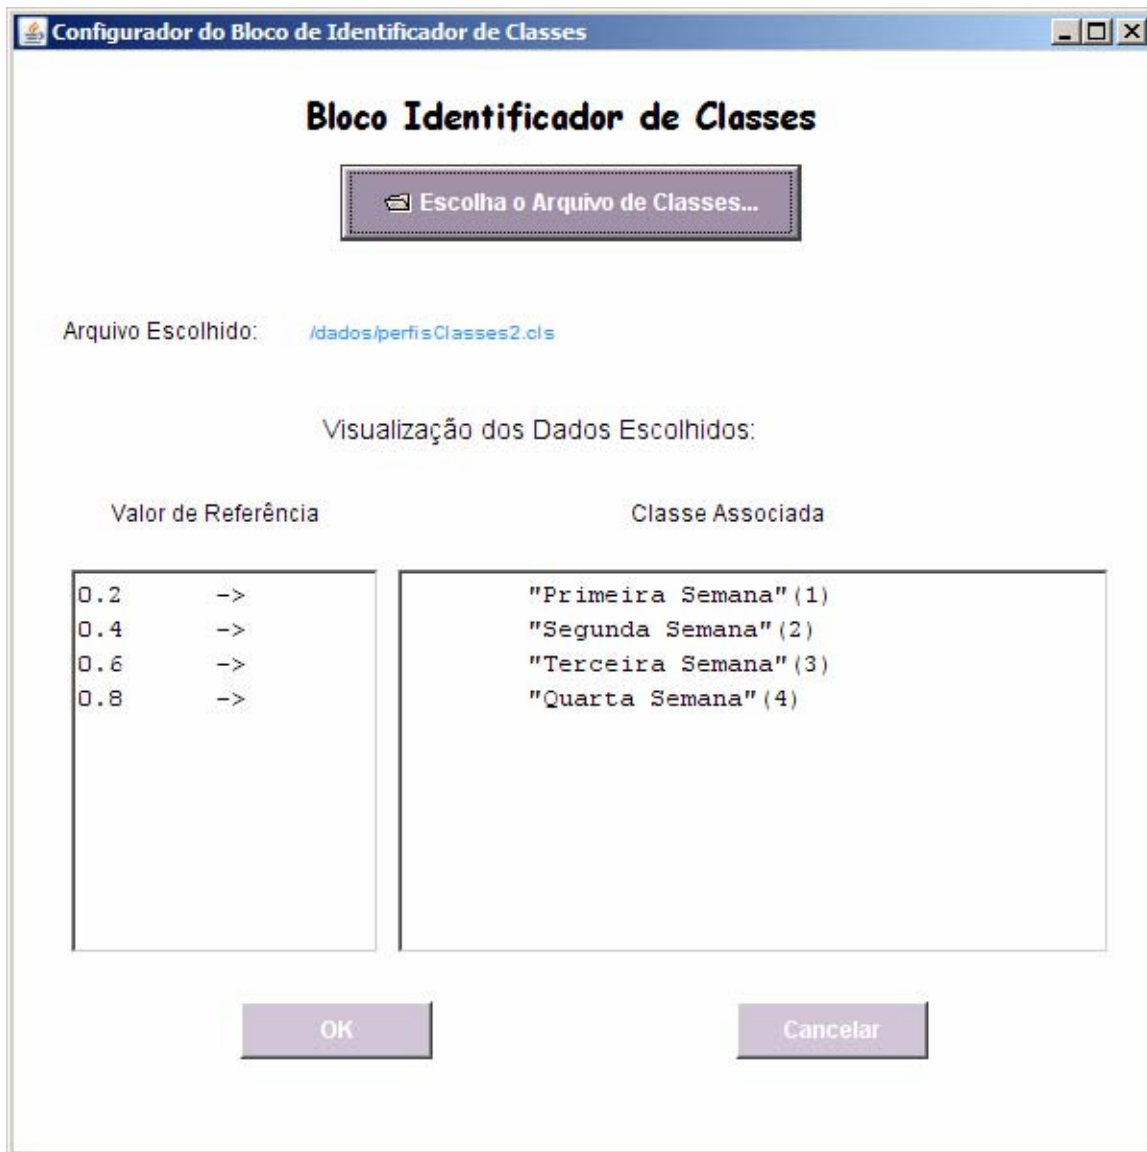 Configurador do Bloco de Identificador de Classes
Bloco Identificador de Classes
Escolha o Arquivo de Classes...
Arquivo Escolhido: /dados/perfisClasses2.cls
Visualização dos Dados Escolhidos:
Valor de Referência Classe Associada
0.2 -> "Primeira Semana"(1)
0.4 -> "Segunda Semana"(2)
0.6 -> "Terceira Semana"(3)
0.8 -> "Quarta Semana"(4)
OK Cancelar